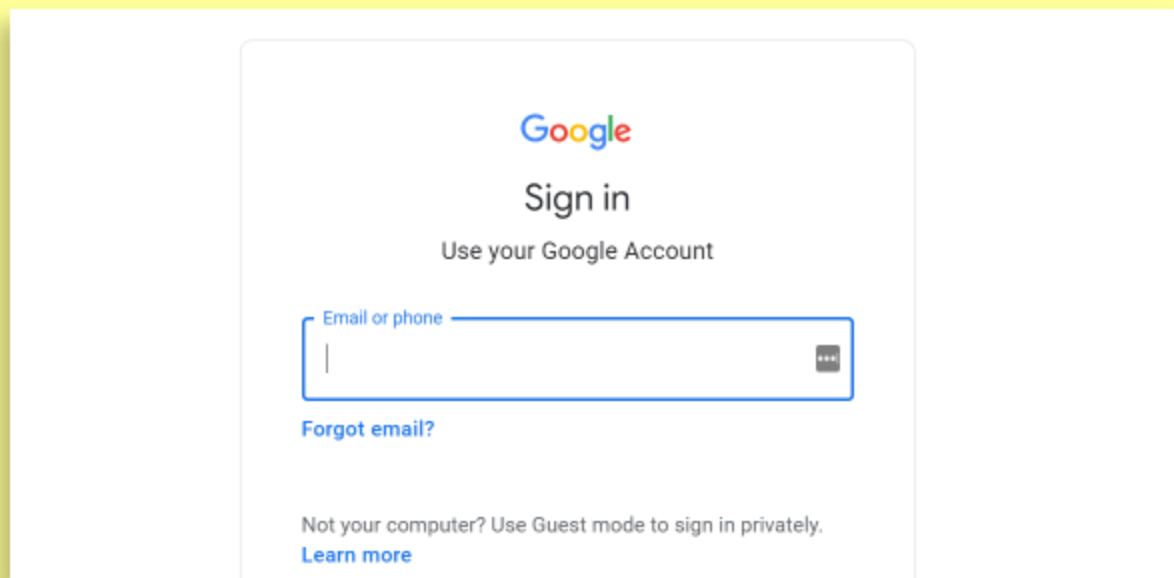 Google
Sign in
Use your Google Account
Email or phone
Forgot email?
Not your computer? Use Guest mode to sign in privately.
Learn more